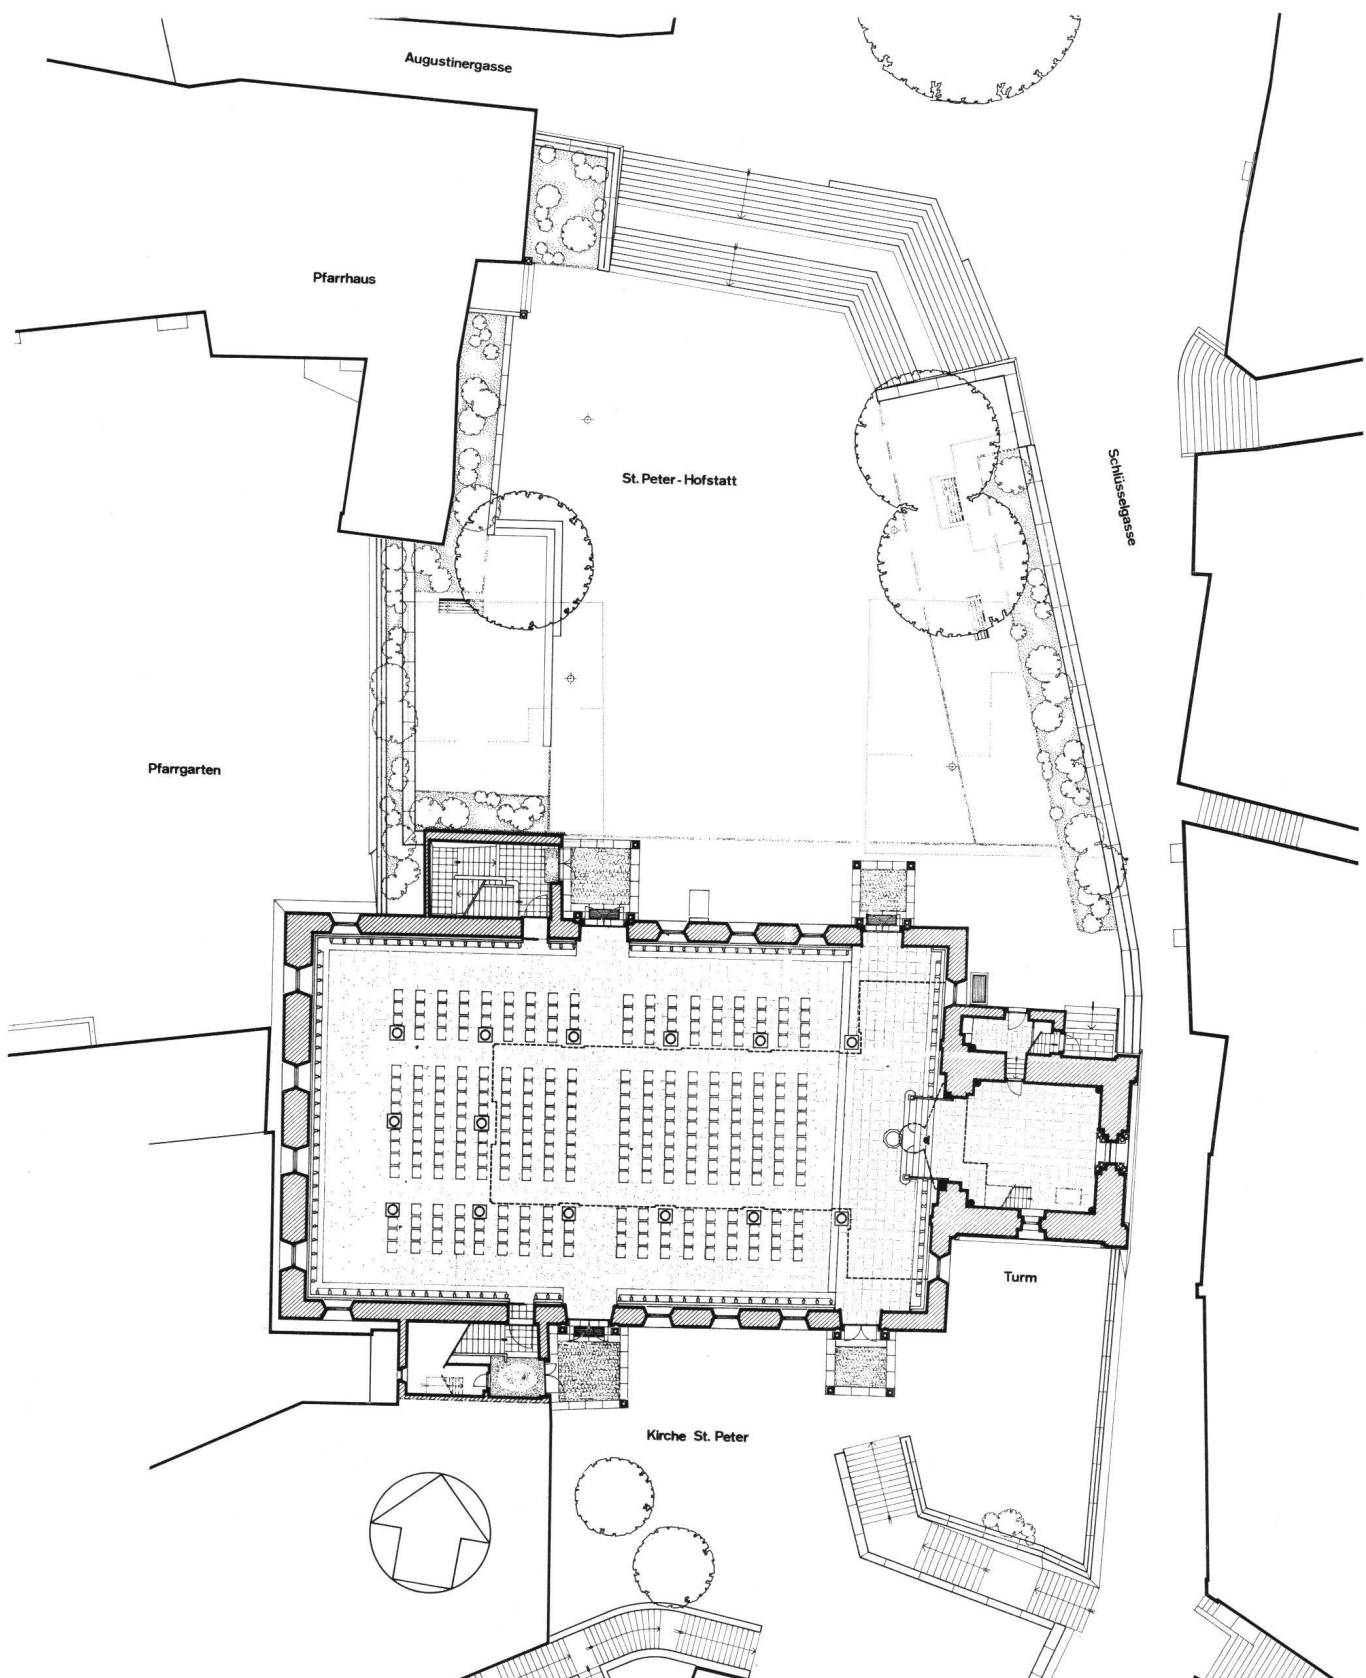 Augustinergasse
Pfarrhaus
St. Peter-Hofstatt
Schlüsselgasse
Pfarrgarten
Turm
Kirche St. Peter